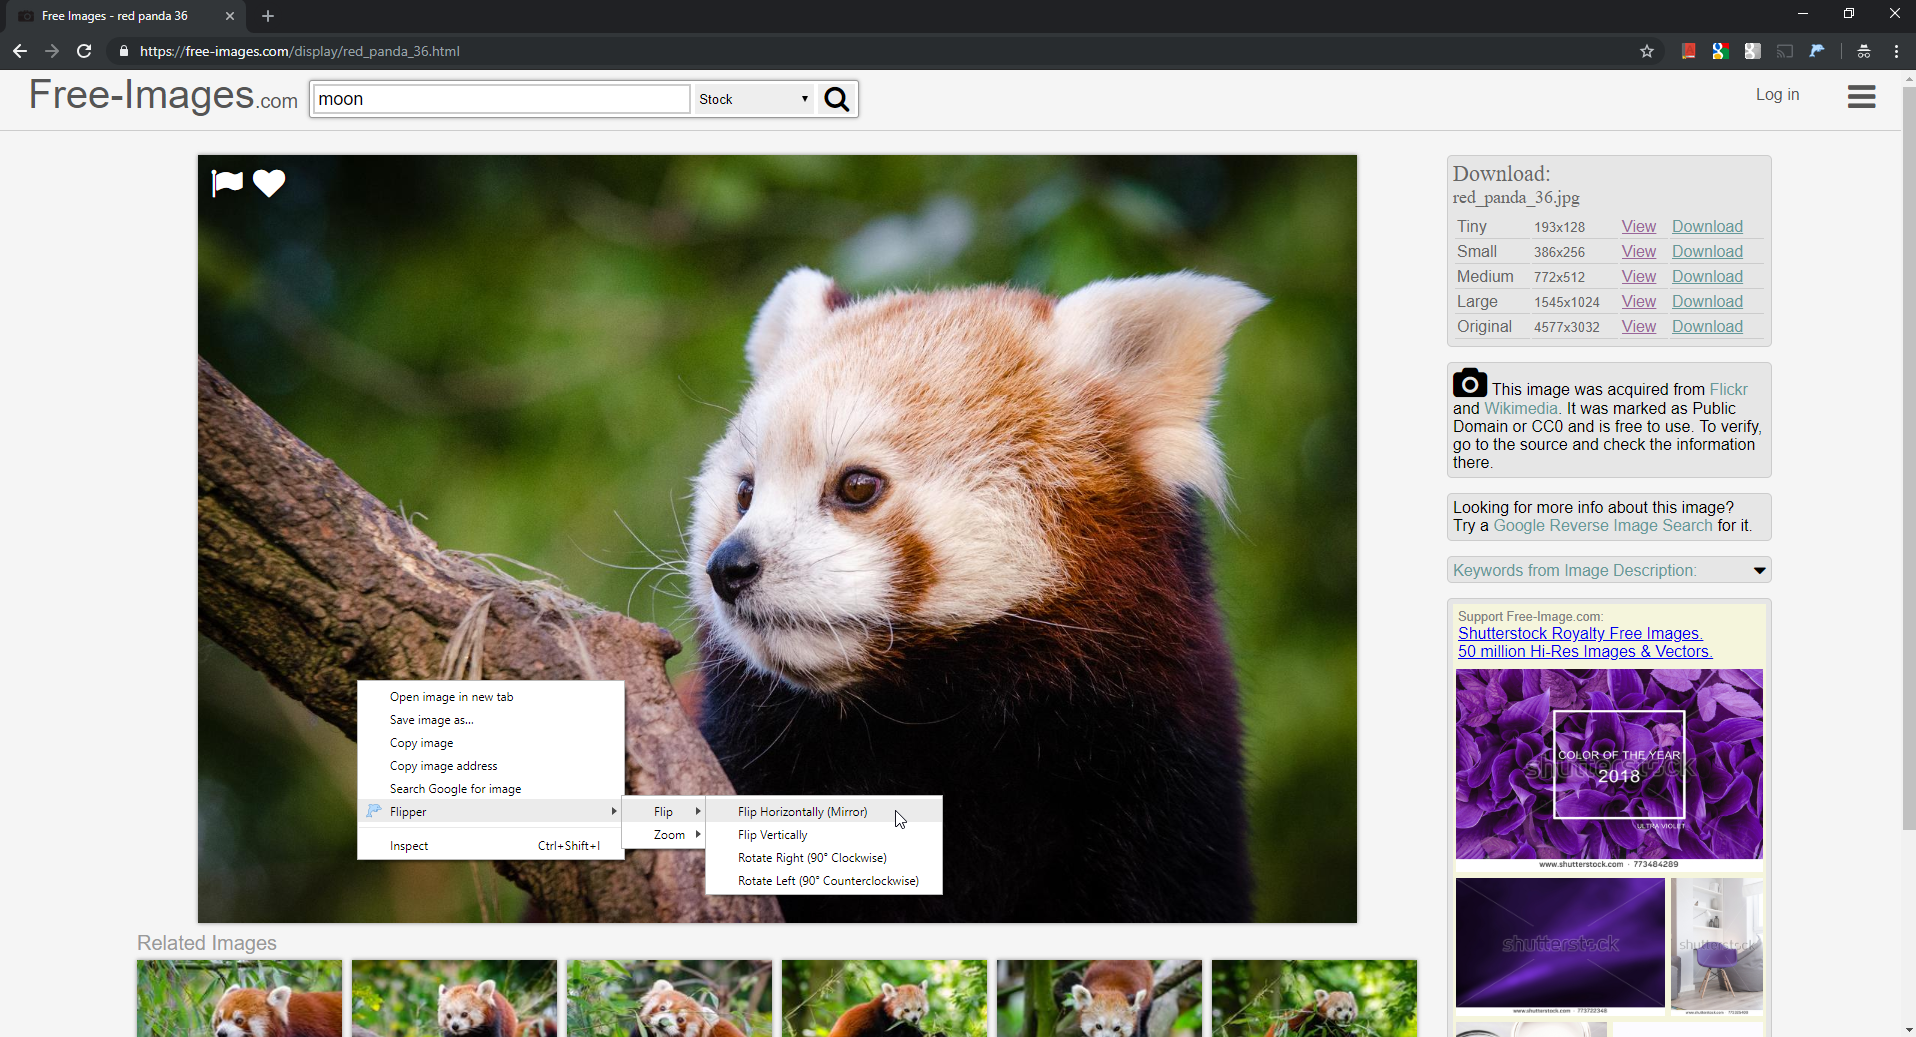 Free Images - red panda 36
https://free-images.com/display/red_panda_36.html
Free-Images.com
moon
Stock
Log in
Download:
red_panda_36.jpg
Tiny 193x128 View Download
Small 386x256 View Download
Medium 772x512 View Download
Large 1545x1024 View Download
Original 4577x3032 View Download
This image was acquired from Flickr
and Wikimedia. It was marked as Public
Domain or CC0 and is free to use. To verify,
go to the source and check the information
there.
Looking for more info about this image?
Try a Google Reverse Image Search for it.
Keywords from Image Description:
Support Free-Image.com:
Shutterstock Royalty Free Images.
50 million Hi-Res Images & Vectors.
COLOR OF THE YEAR
shutterstock
2018
ULTRA VIOLET
www.shutterstock.com · 773484289
shutterstock
www.shutterstock.com · 773722348
shutterstock
Open image in new tab
Save image as...
Copy image
Copy image address
Search Google for image
Flipper
Inspect Ctrl+Shift+I
Flip
Zoom
Flip Horizontally (Mirror)
Flip Vertically
Rotate Right (90° Clockwise)
Rotate Left (90° Counterclockwise)
Related Images